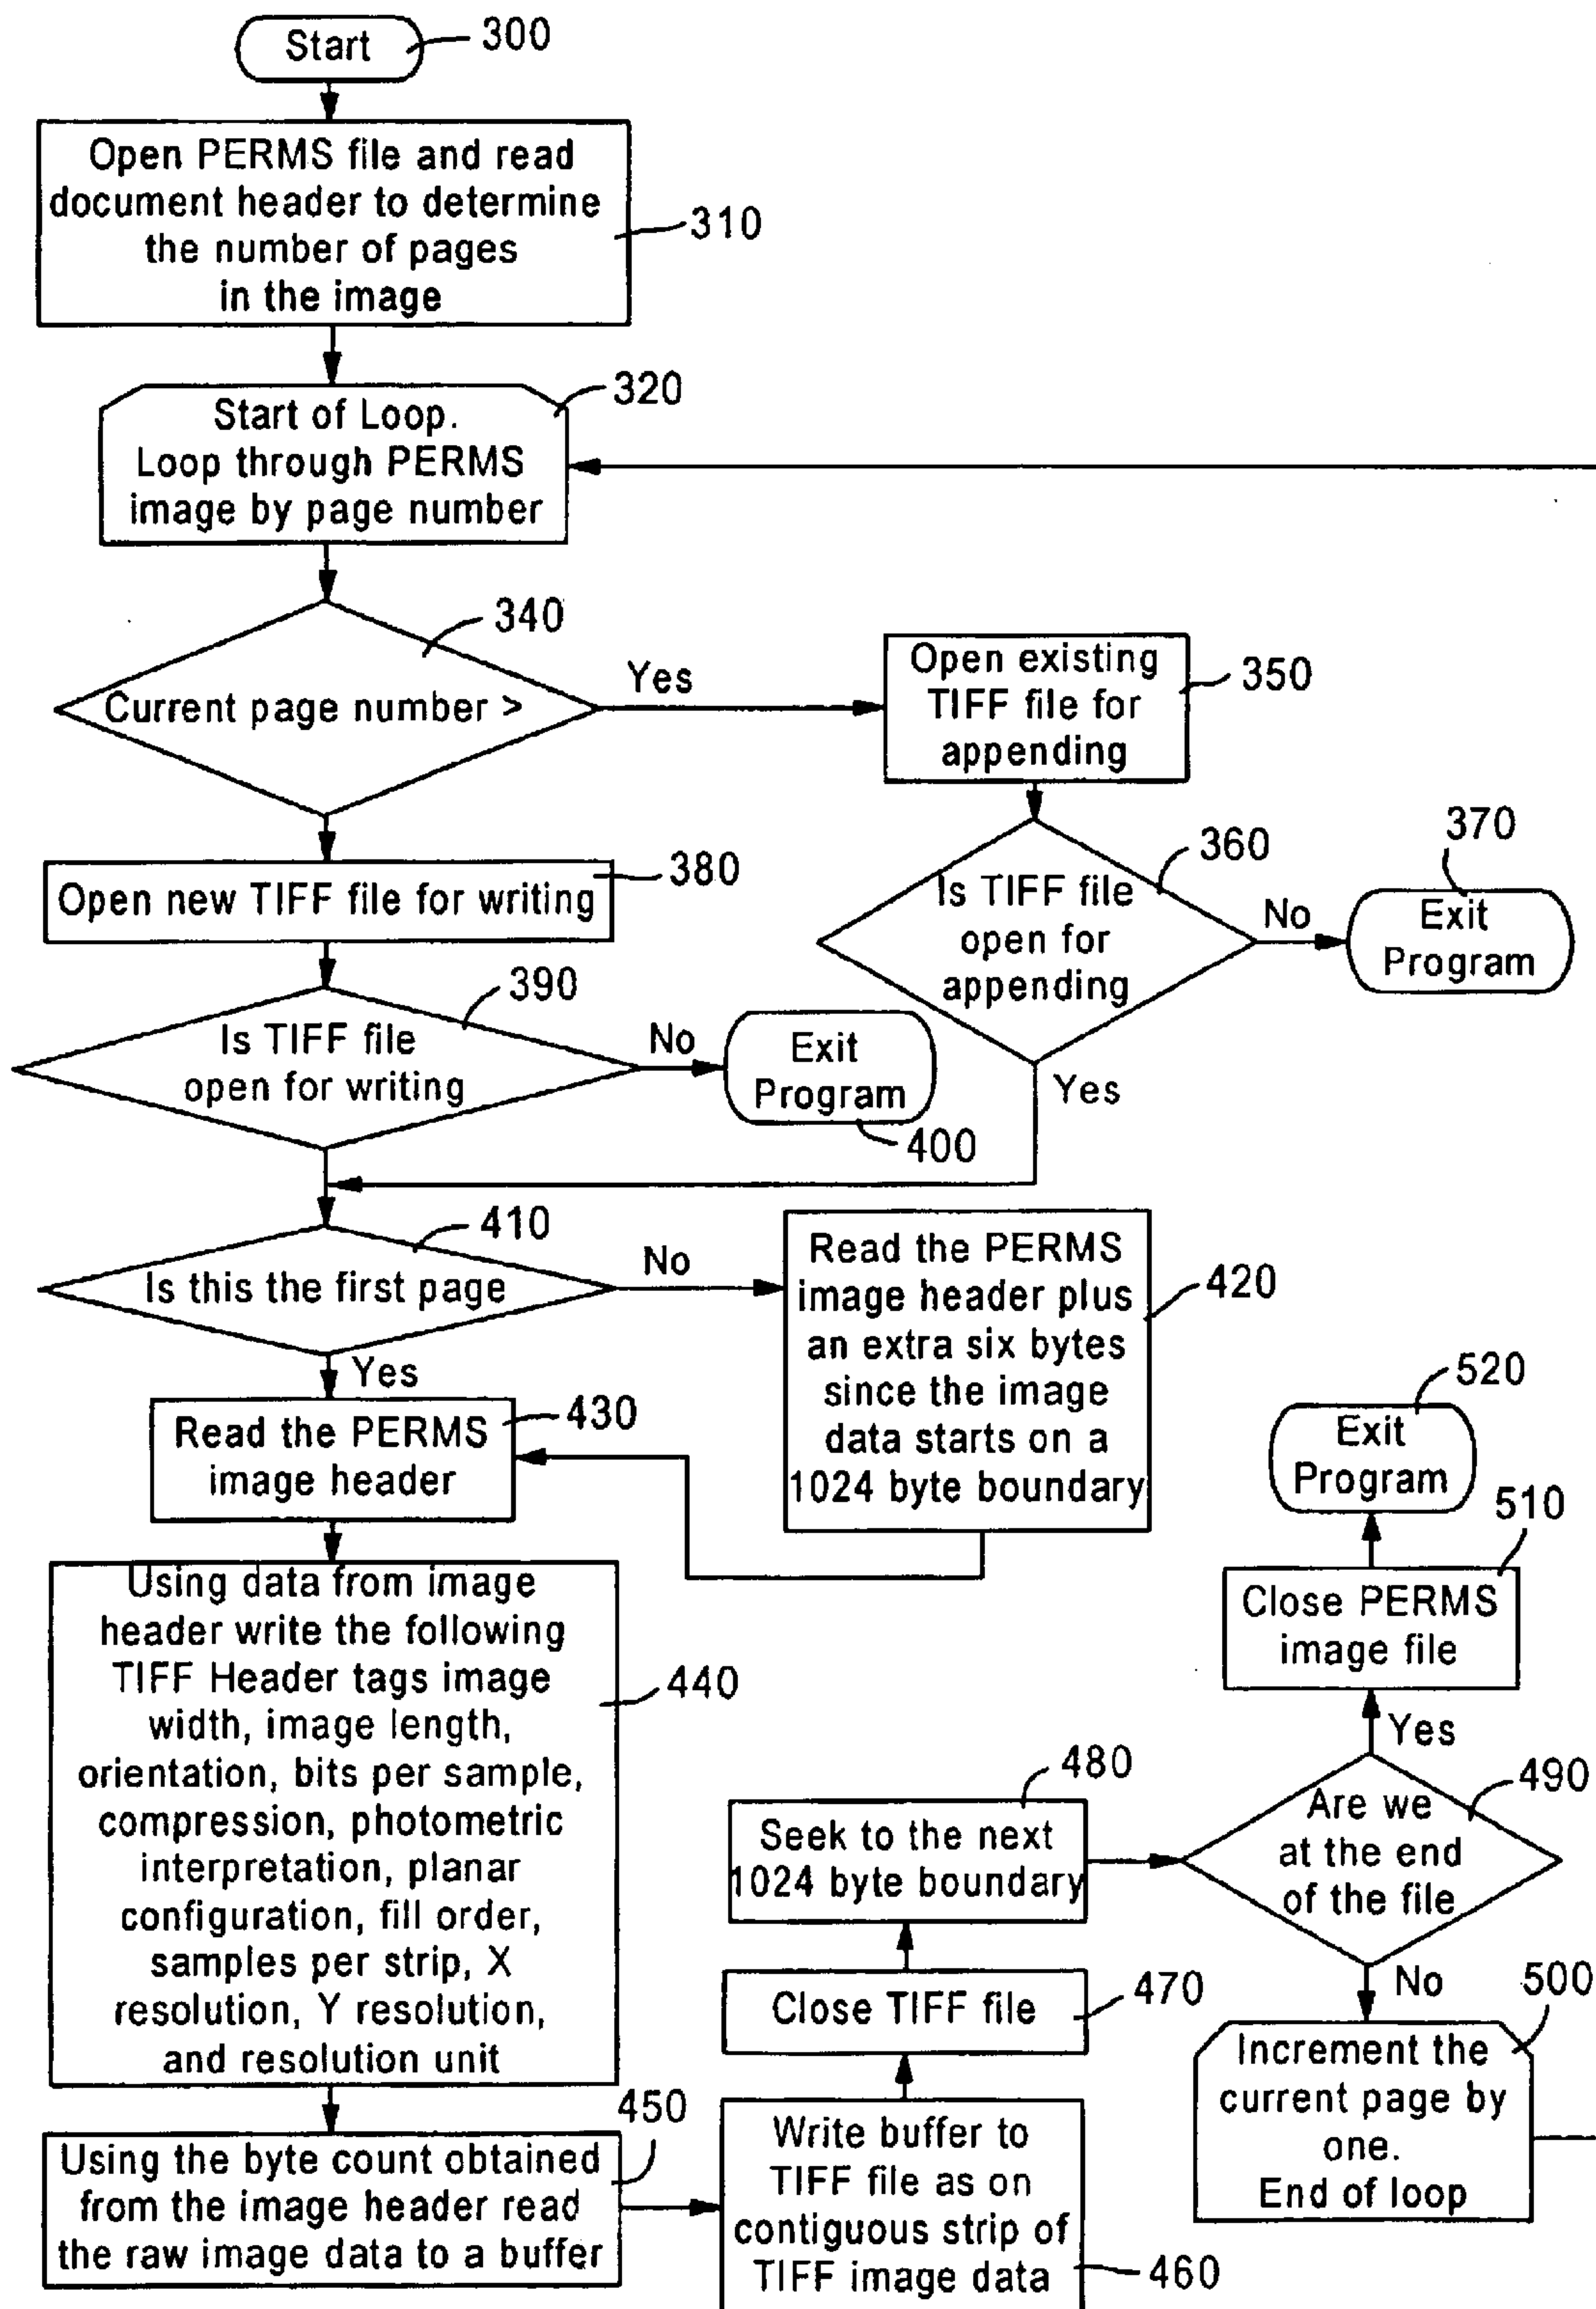 Start
300
Open PERMS file and read
document header to determine
the number of pages
in the image
310
Start of Loop.
Loop through PERMS
image by page number
320
340
Current page number >
Yes
Open existing
TIFF file for
appending
350
Is TIFF file
open for
appending
360
No
370
Exit
Program
Yes
Open new TIFF file for writing
380
390
Is TIFF file
open for writing
No
Exit
Program
400
410
Is this the first page
No
Read the PERMS
image header plus
an extra six bytes
since the image
data starts on a
1024 byte boundary
420
Yes
Read the PERMS
image header
430
Using data from image
header write the following
TIFF Header tags image
width, image length,
orientation, bits per sample,
compression, photometric
interpretation, planar
configuration, fill order,
samples per strip, X
resolution, Y resolution,
and resolution unit
440
450
Using the byte count obtained
from the image header read
the raw image data to a buffer
Write buffer to
TIFF file as on
contiguous strip of
TIFF image data
460
Close TIFF file
470
480
Seek to the next
1024 byte boundary
490
Are we
at the end
of the file
Yes
Close PERMS
image file
510
520
Exit
Program
No
500
Increment the
current page by
one.
End of loop